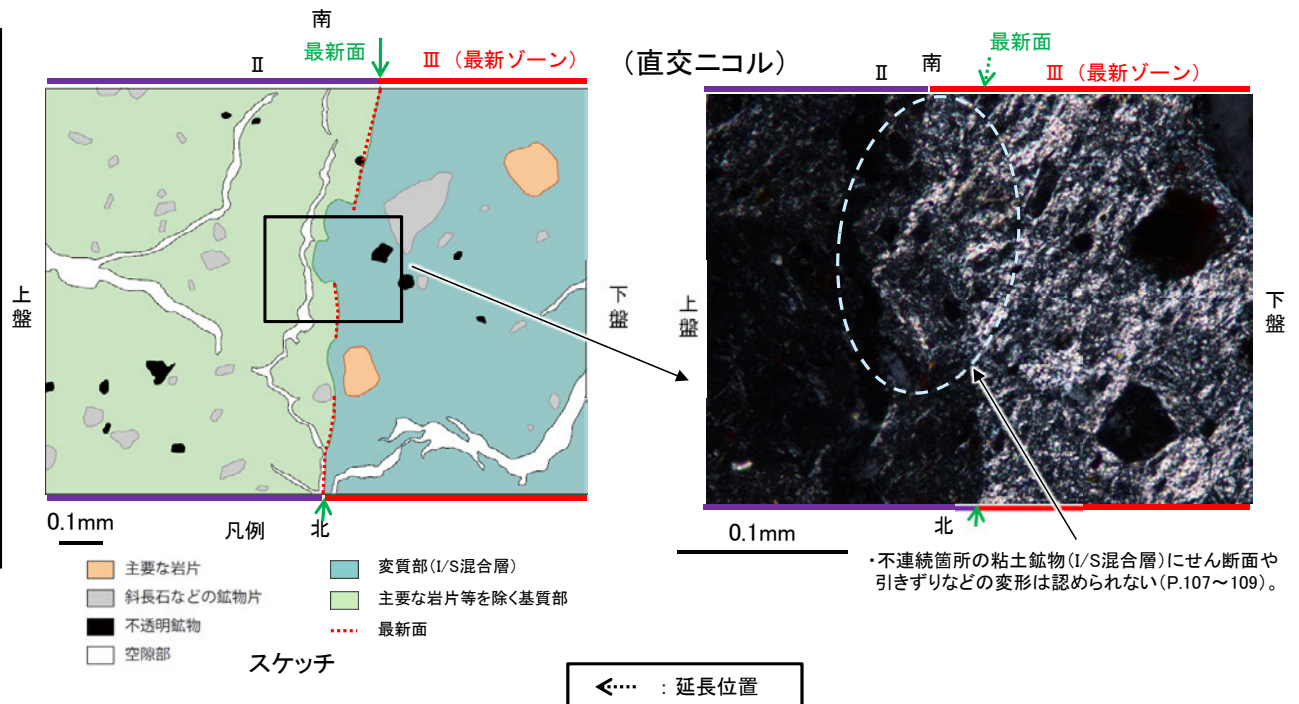 南
Ⅱ
最新面
Ⅲ（最新ゾーン）
上盤
下盤
北
0.1mm
凡例
主要な岩片
斜長石などの鉱物片
不透明鉱物
空隙部
変質部(I/S混合層)
主要な岩片等を除く基質部
最新面
スケッチ
（直交ニコル）
最新面
Ⅱ
南
Ⅲ（最新ゾーン）
上盤
下盤
北
0.1mm
・不連続箇所の粘土鉱物(I/S混合層)にせん断面や
引きずりなどの変形は認められない(P.107～109)。
：延長位置